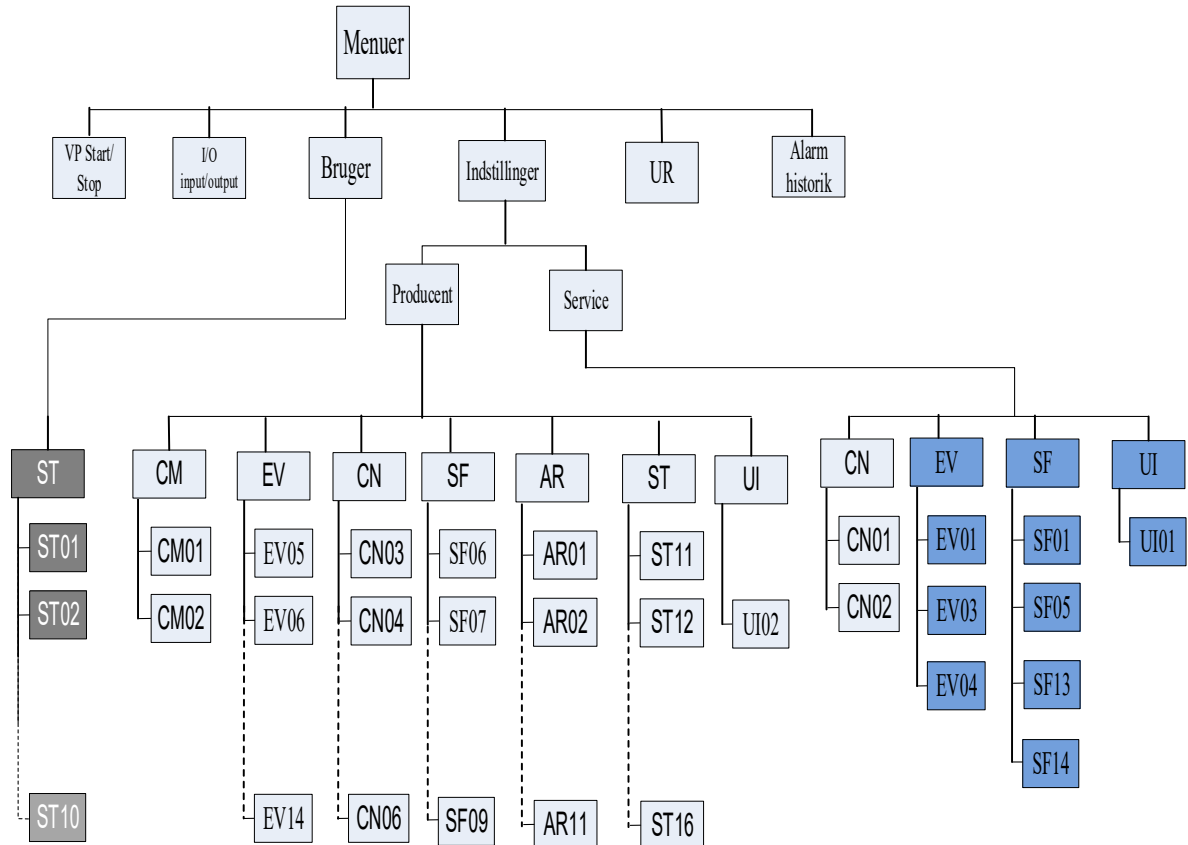 Menuer
VP Start/
Stop
I/O
input/output
Bruger
Indstillinger
UR
Alarm
historik
Producent
Service
ST
CM
EV
CN
SF
AR
ST
UI
CN
EV
SF
UI
ST01
CM01
EV05
CN03
SF06
AR01
ST11
CN01
EV01
SF01
UI01
ST02
CM02
EV06
CN04
SF07
AR02
ST12
UI02
CN02
EV03
SF05
EV04
SF13
SF14
ST10
EV14
CN06
SF09
AR11
ST16